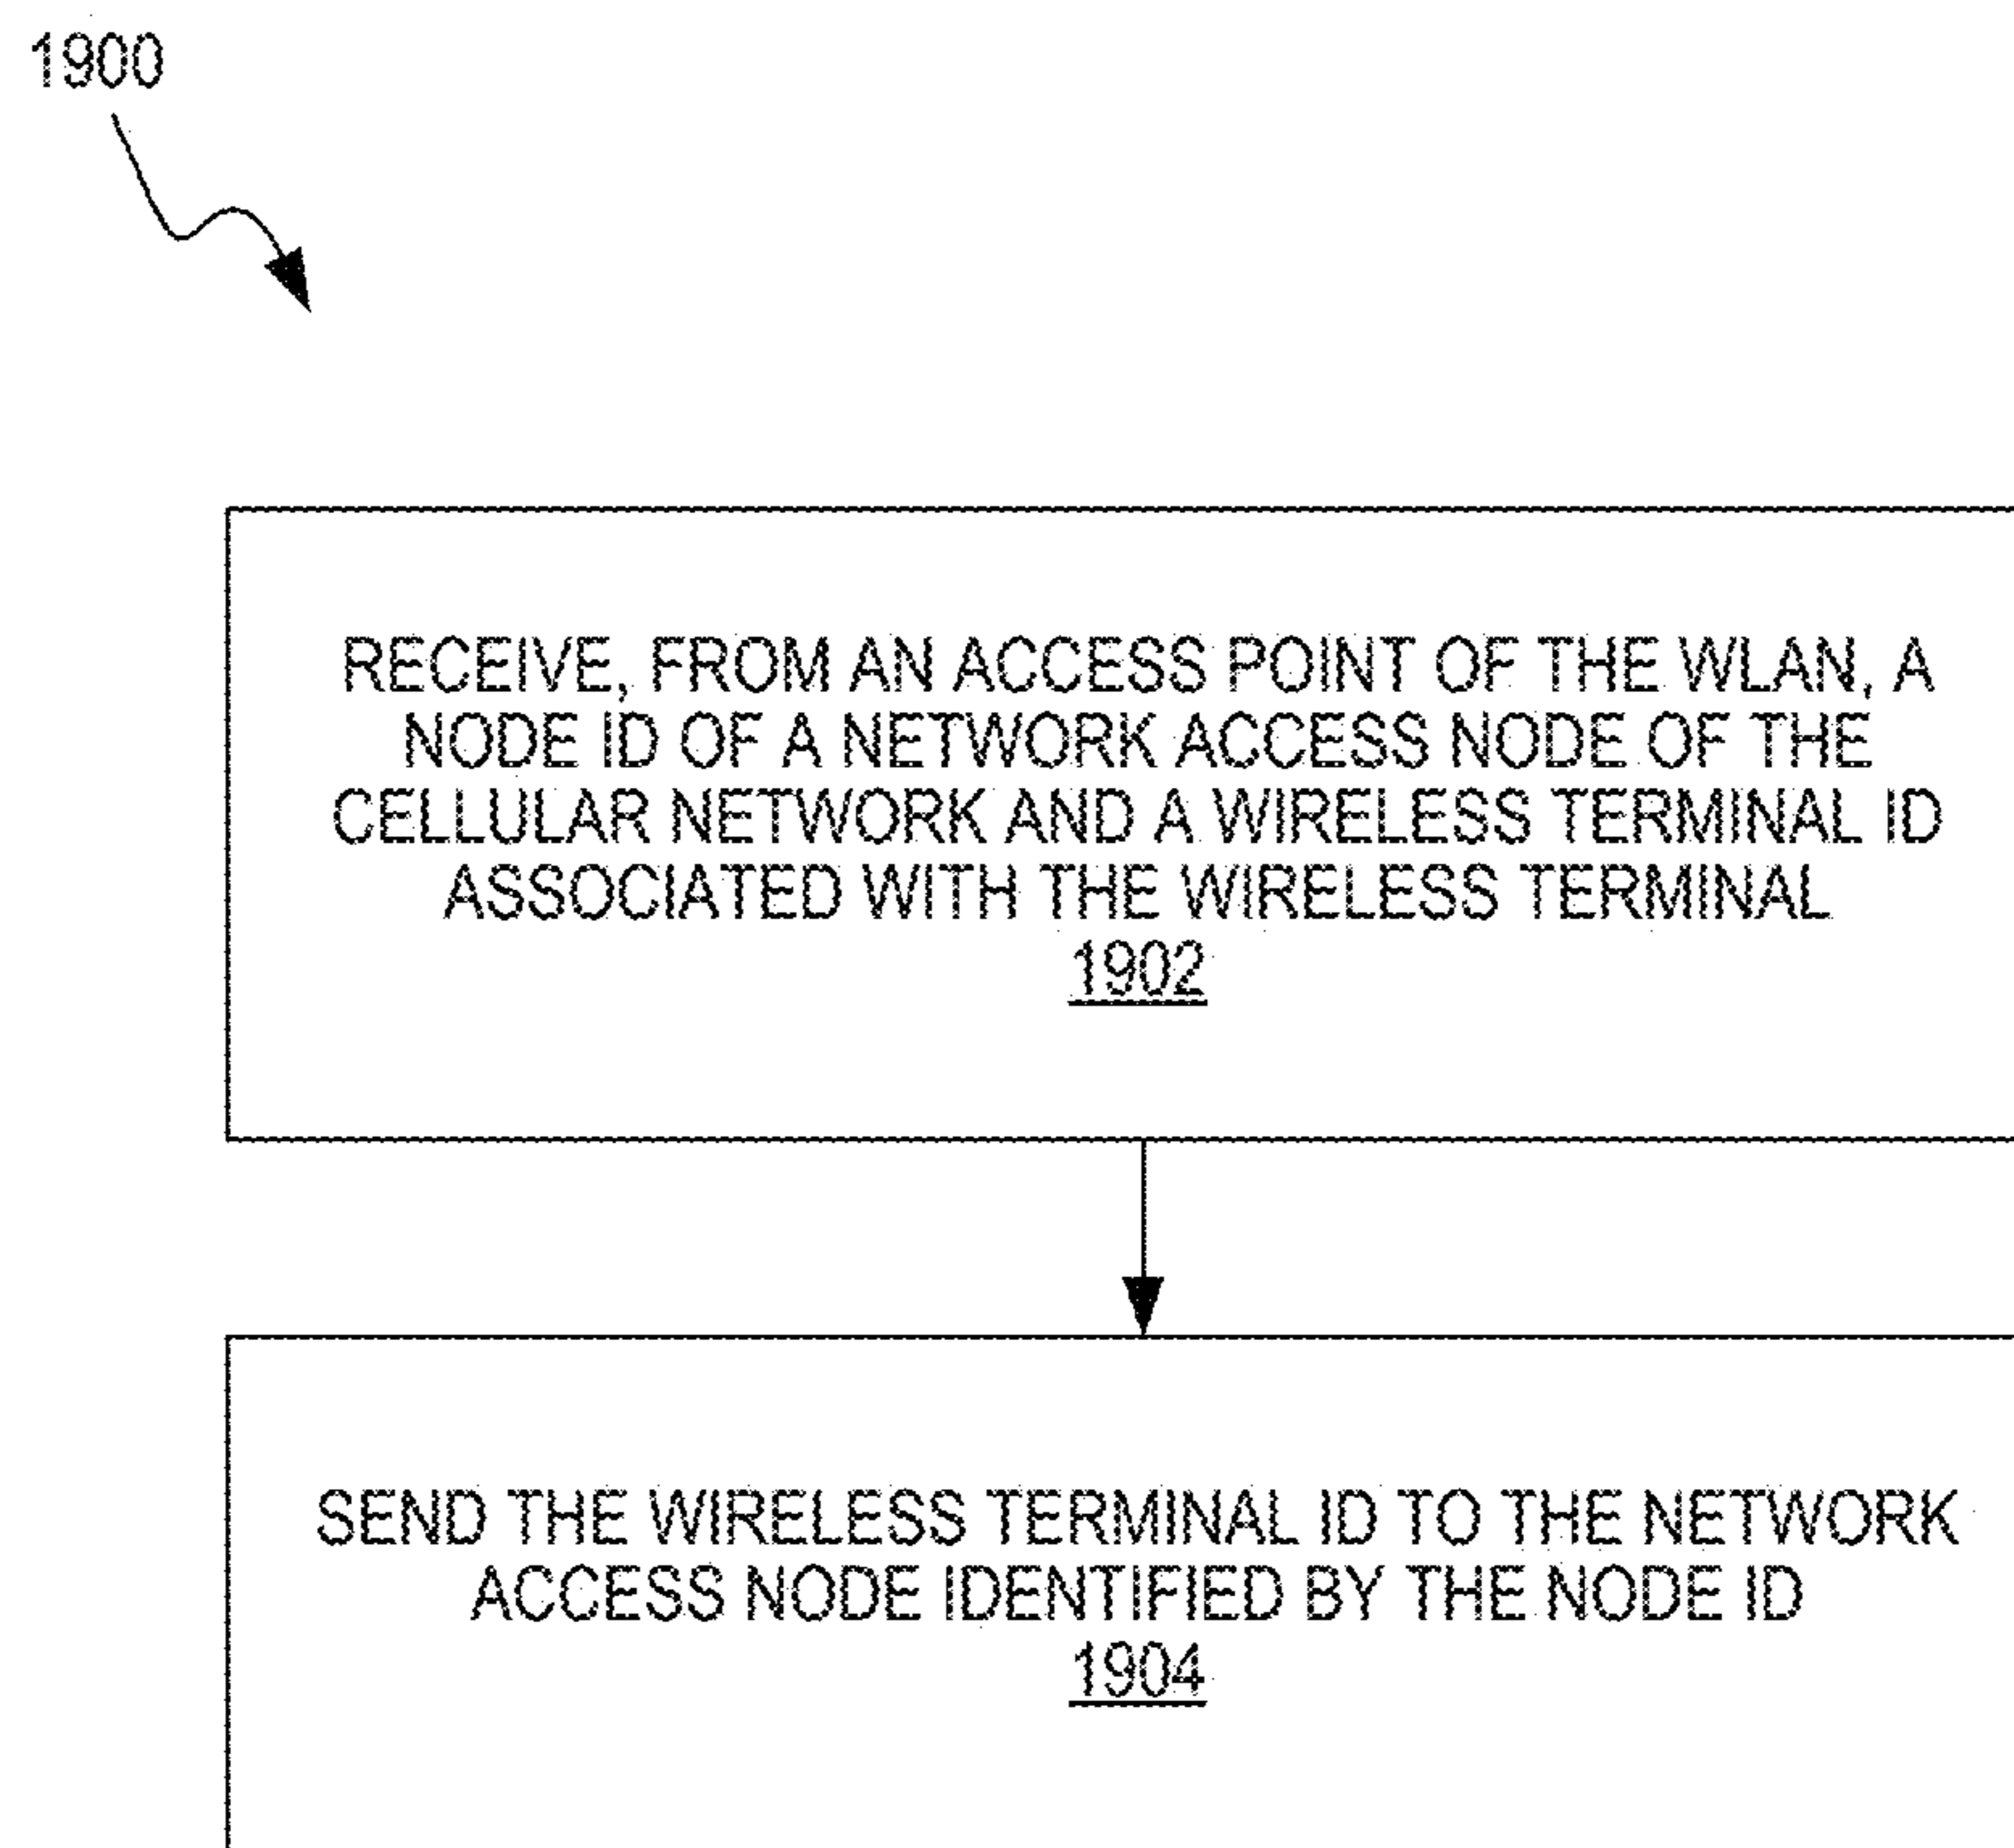 1900
RECEIVE, FROM AN ACCESS POINT OF THE WLAN, A
NODE ID OF A NETWORK ACCESS NODE OF THE
CELLULAR NETWORK AND A WIRELESS TERMINAL ID
ASSOCIATED WITH THE WIRELESS TERMINAL
1902
SEND THE WIRELESS TERMINAL ID TO THE NETWORK
ACCESS NODE IDENTIFIED BY THE NODE ID
1904